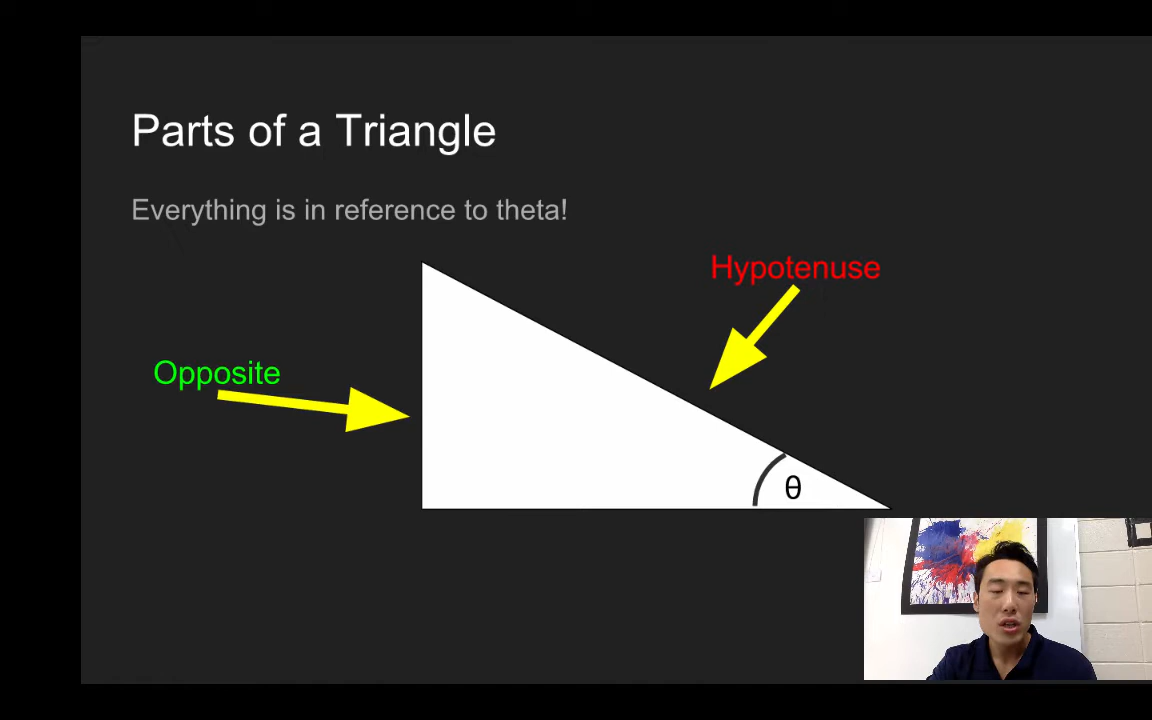 Parts of a Triangle
Everything is in reference to theta!
Hypotenuse
Opposite
θ